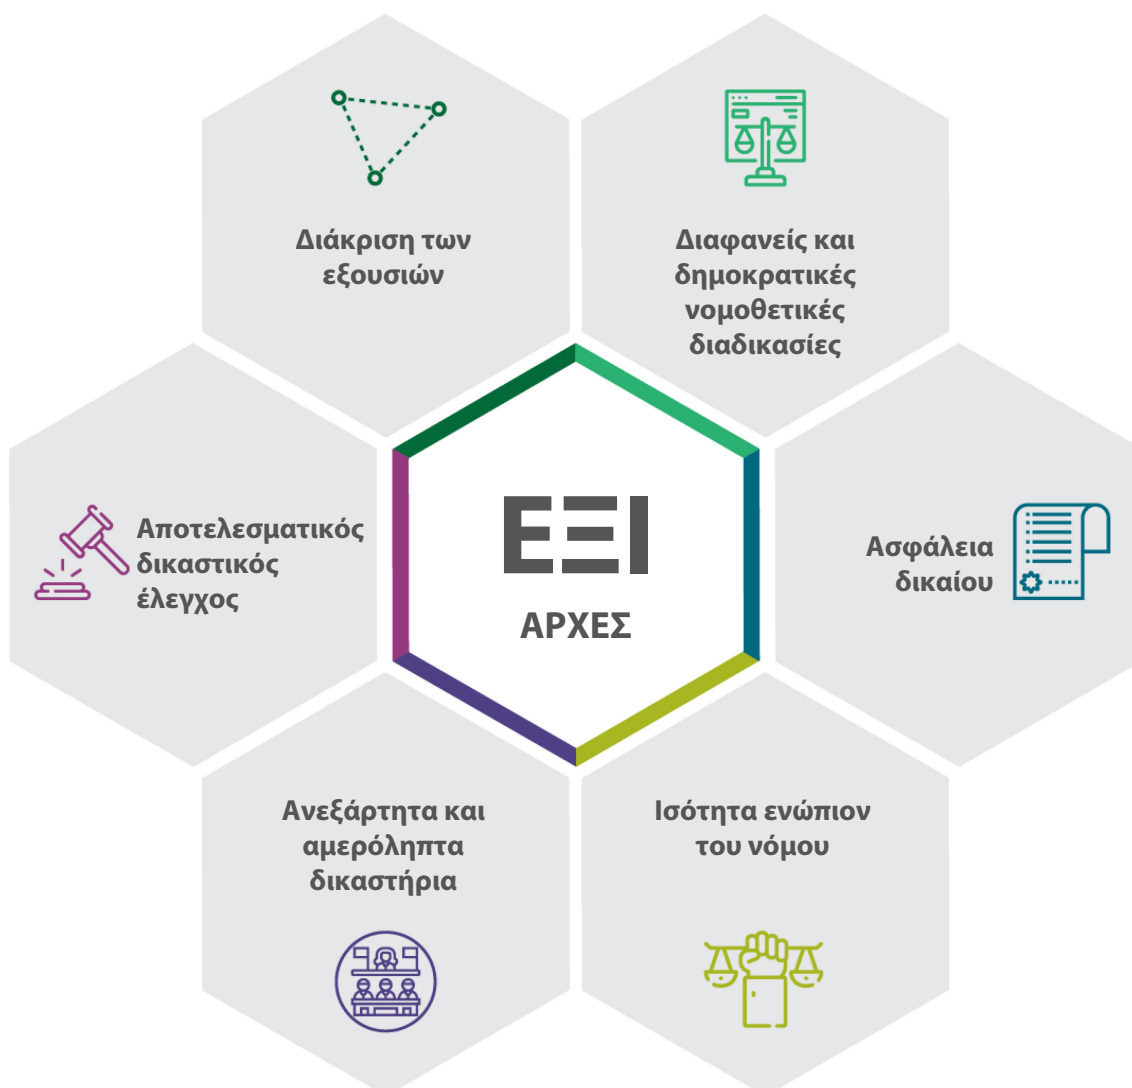 Διάκριση των
εξουσιών
Διαφανείς και
δημοκρατικές
νομοθετικές
διαδικασίες
Αποτελεσματικός
δικαστικός
έλεγχος
ΕΞΙ
ΑΡΧΕΣ
Ασφάλεια
δικαίου
Ανεξάρτητα και
αμερόληπτα
δικαστήρια
Ισότητα ενώπιον
του νόμου